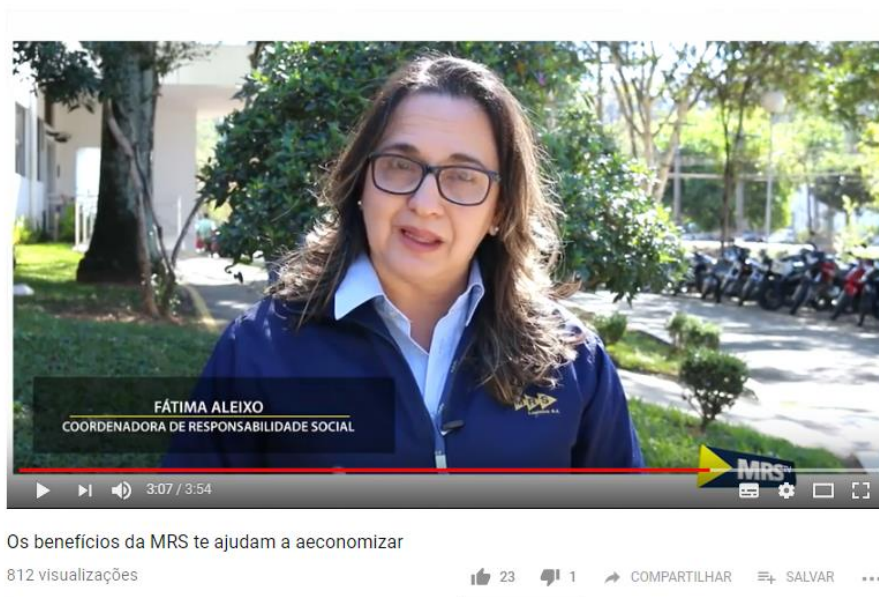 FÁTIMA ALEIXO
COORDENADORA DE RESPONSABILIDADE SOCIAL
MRS TV
3:07 / 3:54
Os benefícios da MRS te ajudam a aeconomizar
812 visualizações
23
1
COMPARTILHAR
SALVAR